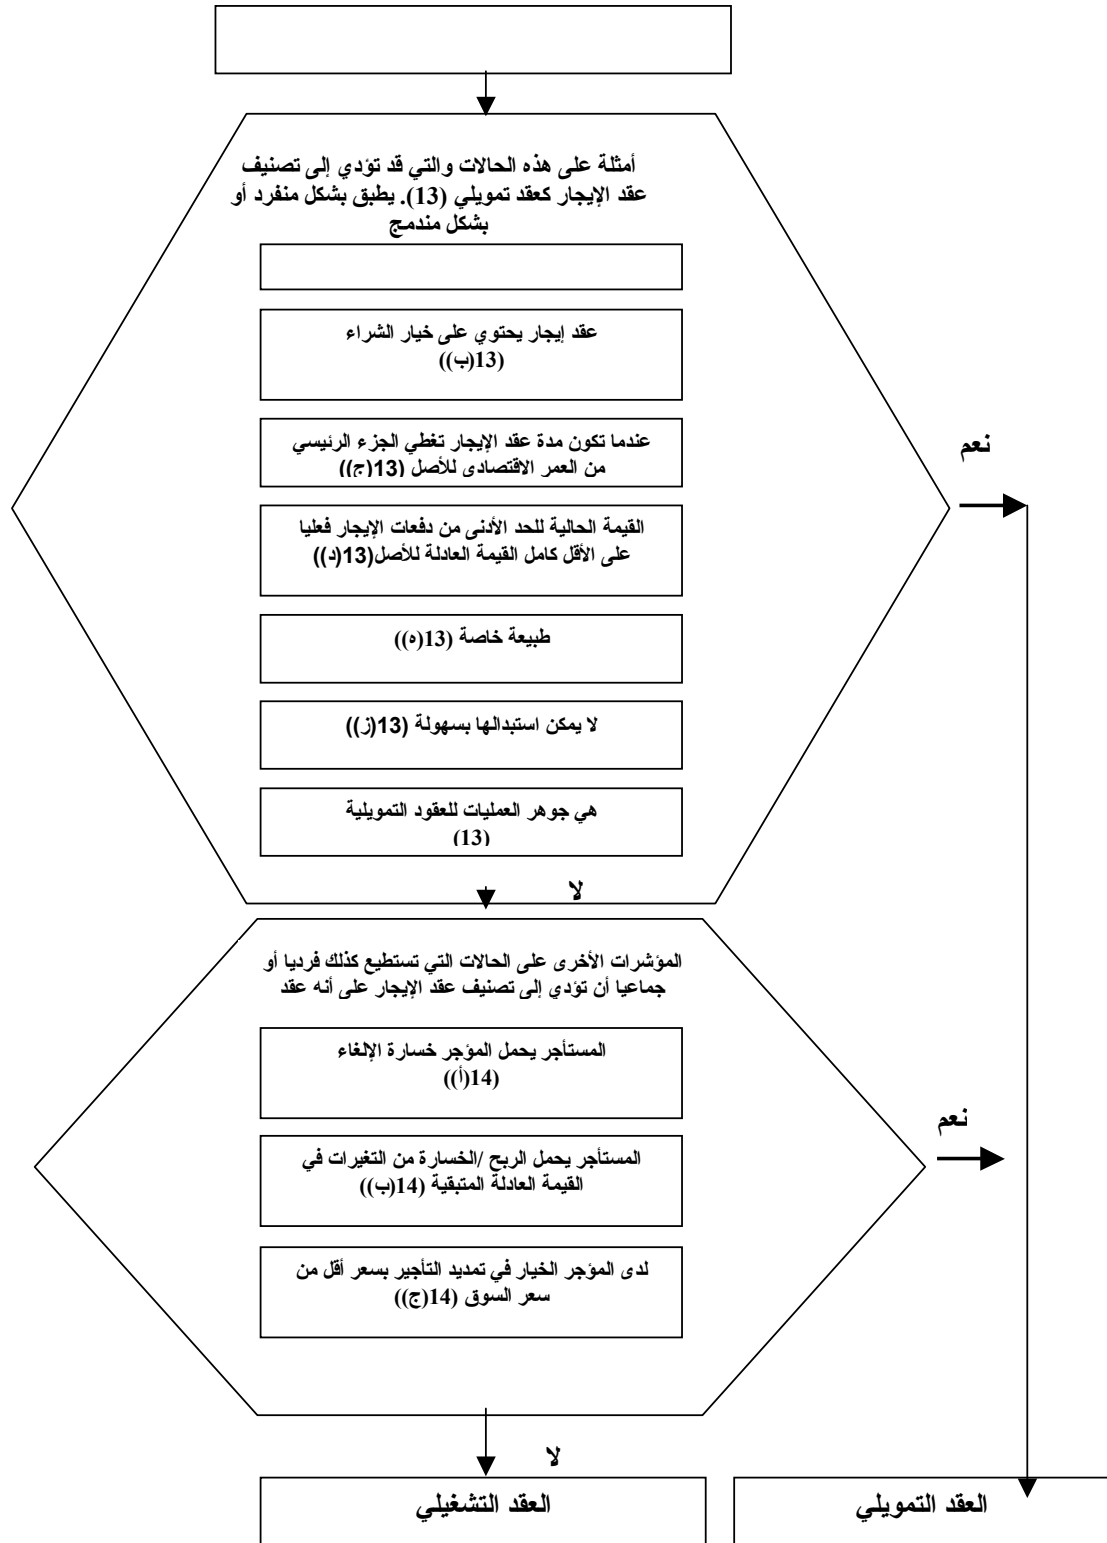 أمثلة على هذه الحالات والتي قد تؤدي إلى تصنيف
عقد الإيجار كعقد تمويلي (13). يطبق بشكل منفرد أو
بشكل مندمج
عقد إيجار يحتوي على خيار الشراء
(13(ب))
عندما تكون مدة عقد الإيجار تغطي الجزء الرئيسي
من العمر الاقتصادي للأصل (13(ج))
القيمة الحالية للحد الأدنى من دفعات الإيجار فعليا
على الأقل كامل القيمة العادلة للأصل(13(د))
طبيعة خاصة (13(ه))
لا يمكن استبدالها بسهولة (13(ز))
هي جوهر العمليات للعقود التمويلية
(13)
نعم
لا
المؤشرات الأخرى على الحالات التي تستطيع كذلك فرديا أو
جماعيا أن تؤدي إلى تصنيف عقد الإيجار على أنه عقد
المستأجر يحمل المؤجر خسارة الإلغاء
(14(أ))
المستأجر يحمل الربح /الخسارة من التغيرات في
القيمة العادلة المتبقية (14(ب))
لدى المؤجر الخيار في تمديد التأجير بسعر أقل من
سعر السوق (14(ج))
نعم
لا
العقد التشغيلي
العقد التمويلي